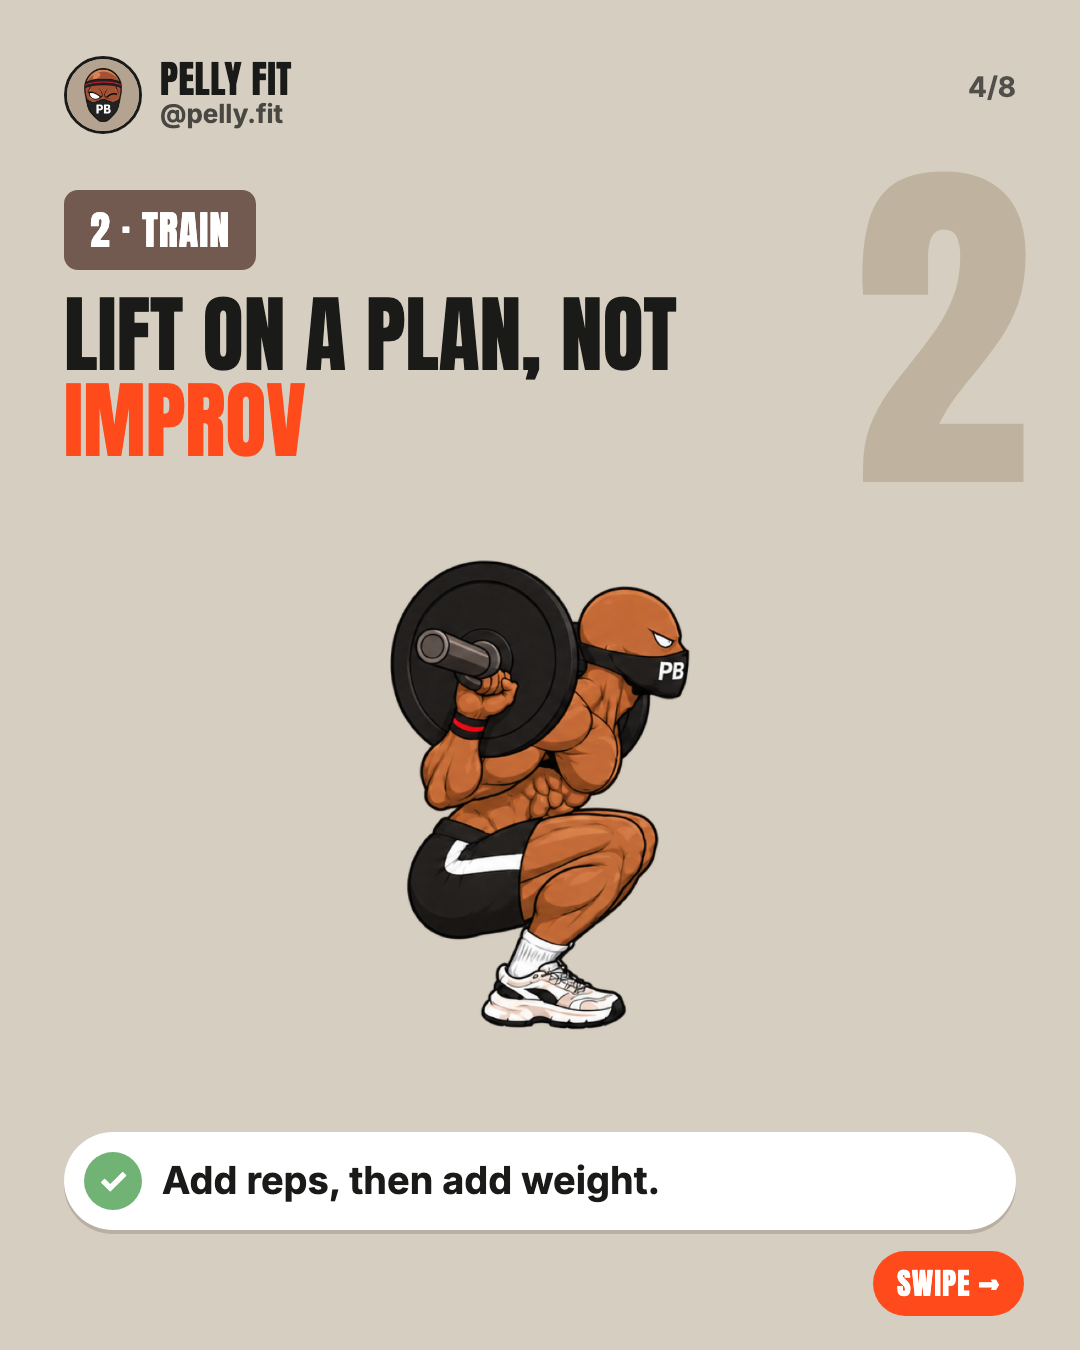 PB
PELLY FIT
@pelly.fit
4/8
2 · TRAIN
2
LIFT ON A PLAN, NOT
IMPROV
PB
Add reps, then add weight.
SWIPE →